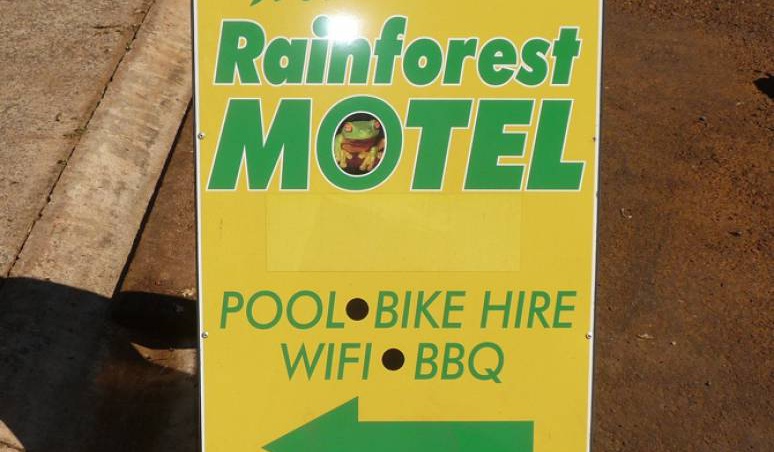 Rainforest
MOTEL
POOL•BIKE HIRE
WIFI•BBQ